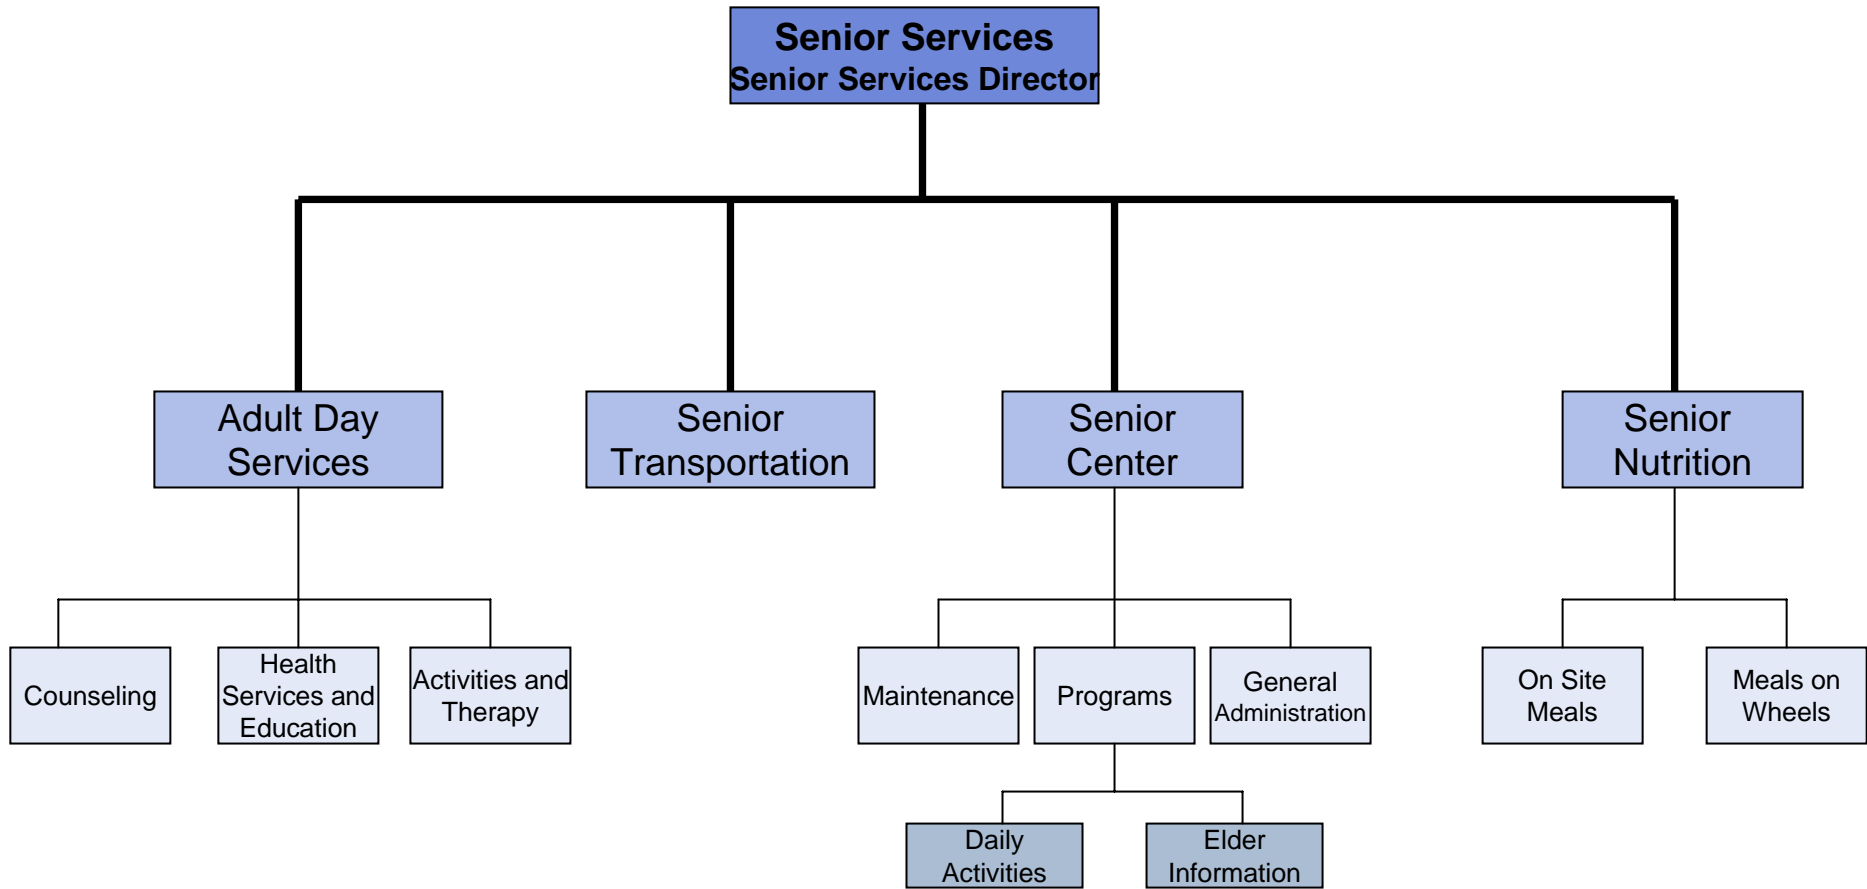 Senior Services
Senior Services Director
Adult Day
Services
Senior
Transportation
Senior
Center
Senior
Nutrition
Counseling
Health
Services and
Education
Activities and
Therapy
Maintenance
Programs
General
Administration
On Site
Meals
Meals on
Wheels
Daily
Activities
Elder
Information